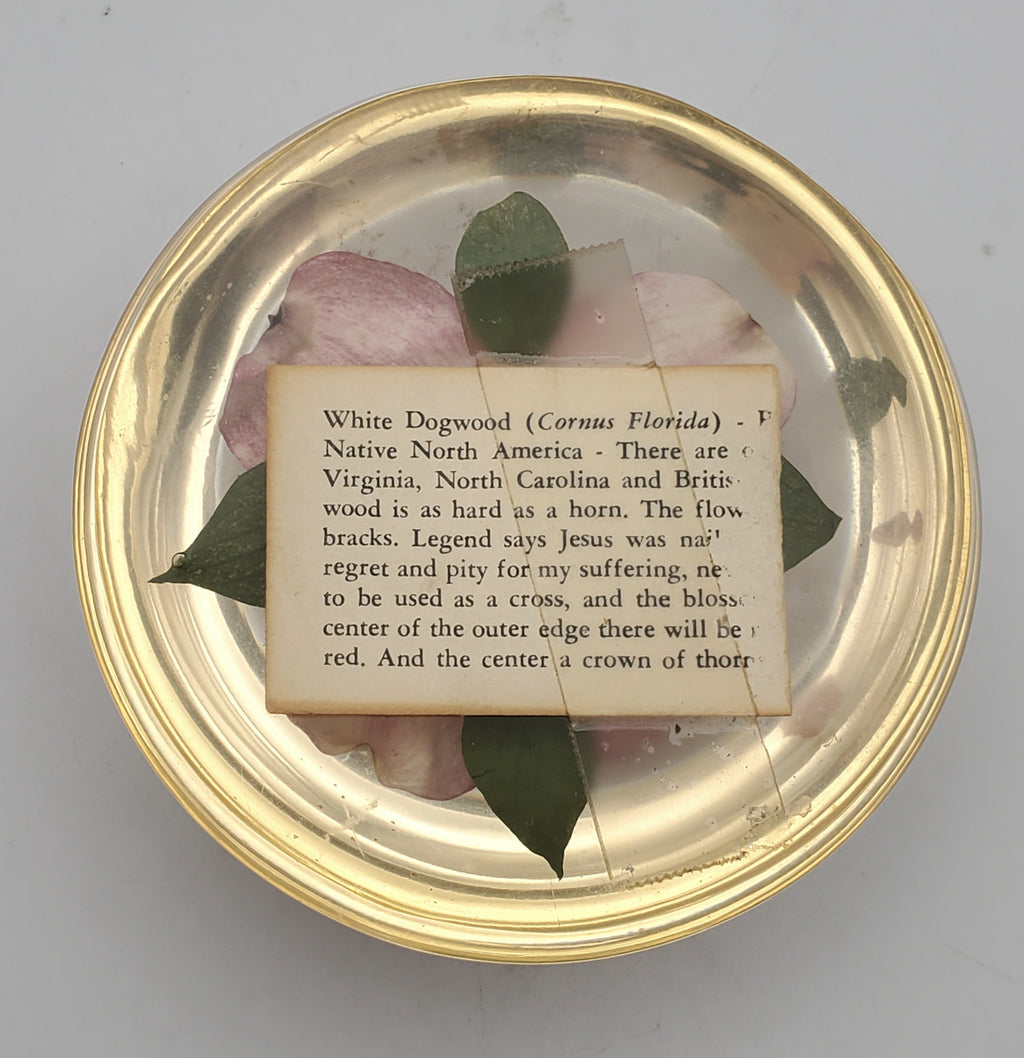 White Dogwood (Cornus Florida) -
Native North America - There are
Virginia, North Carolina and
wood is as hard as a horn. The
bracks. Legend says Jesus was
regret and pity for my suffering,
to be used as a cross, and the
center of the outer edge there will be
red. And the center a crown of